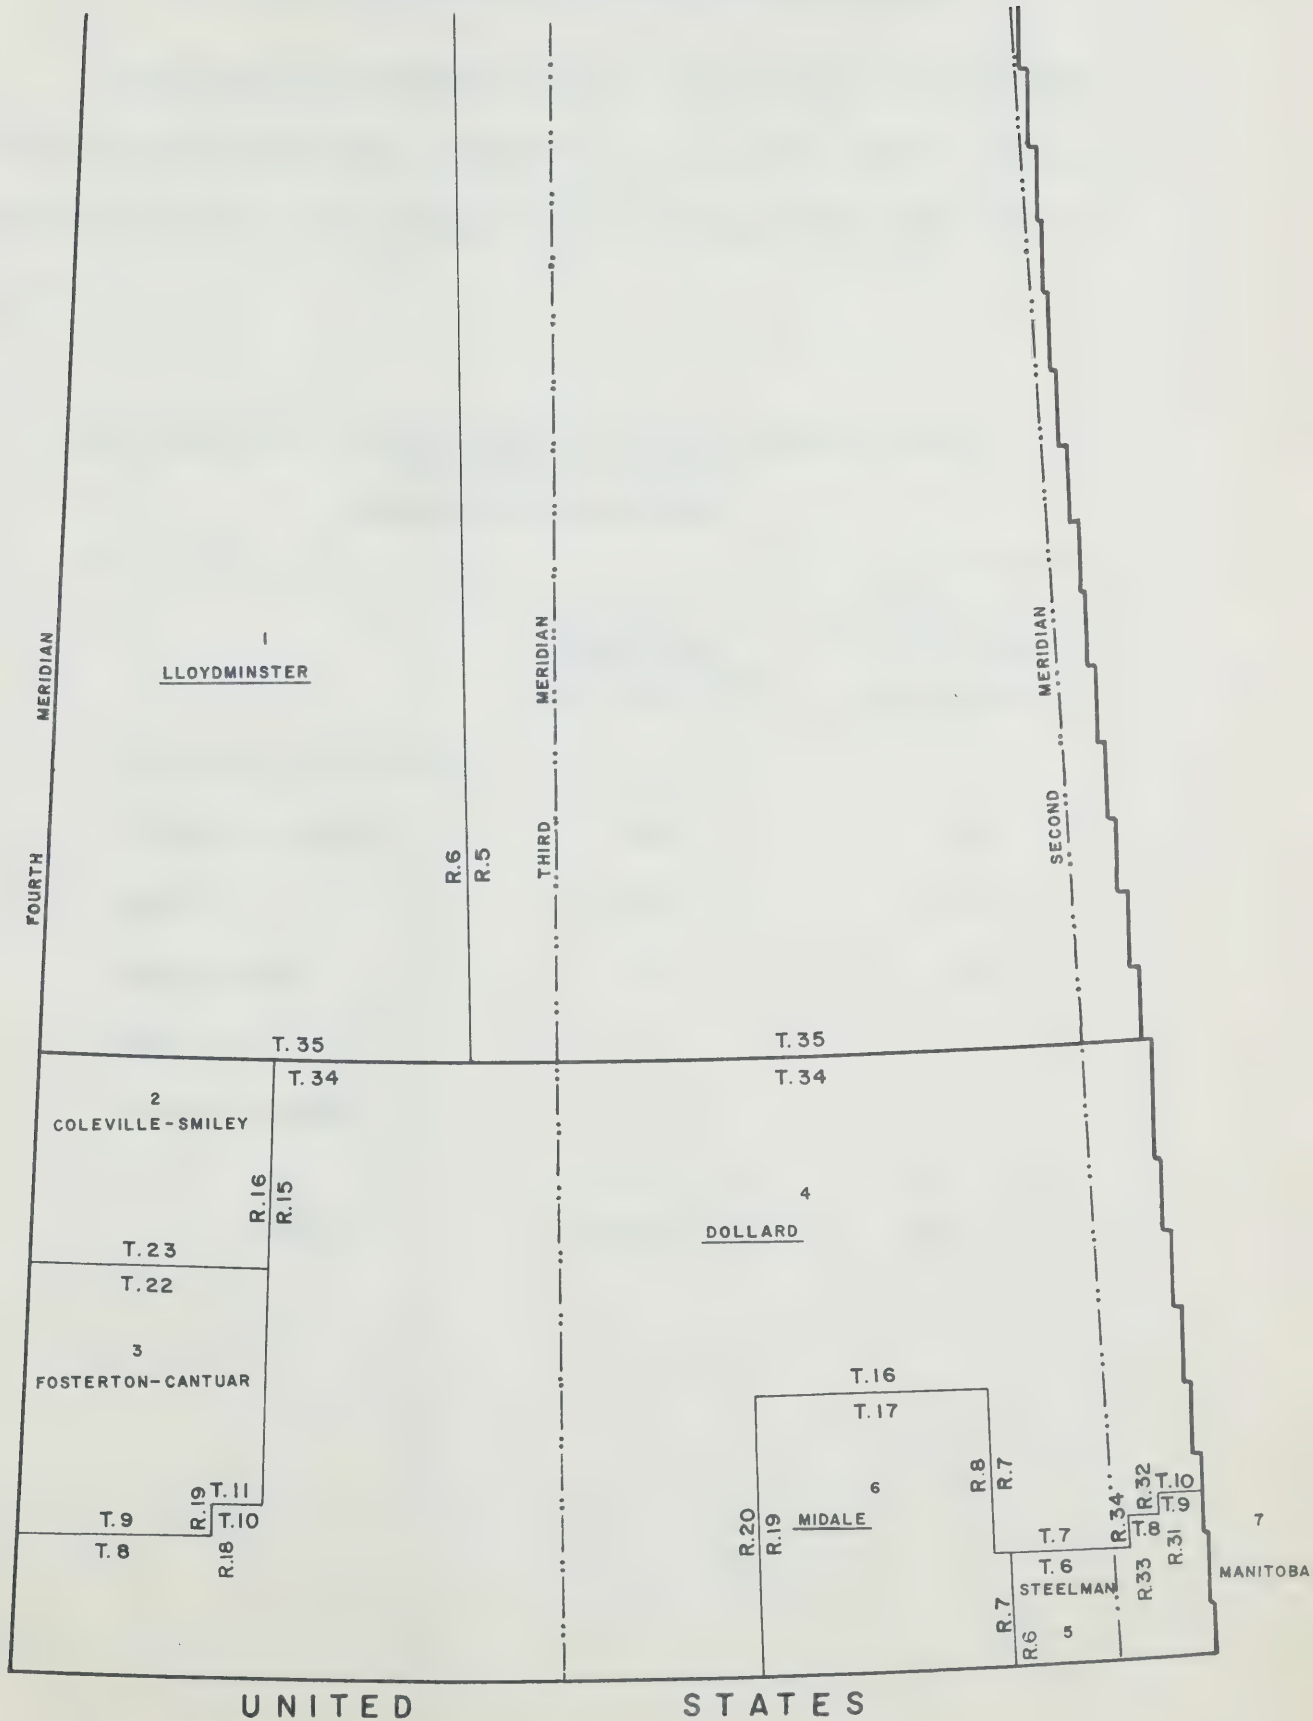 1
LLOYDMINSTER
FOURTH MERIDIAN
THIRD MERIDIAN
SECOND MERIDIAN
R.6
R.5
T.35
T.34
T.35
T.34
2
COLEVILLE-SMILEY
R.16
R.15
T.23
T.22
3
FOSTERTON-CANTUAR
R.19
T.11
T.10
R.18
T.9
T.8
4
DOLLARD
T.16
T.17
R.8
R.7
6
MIDALE
R.20
R.19
T.7
T.6
STEELMAN
5
R.7
R.6
R.34
R.32
T.10
T.9
T.8
R.33
R.31
7
MANITOBA
UNITED STATES